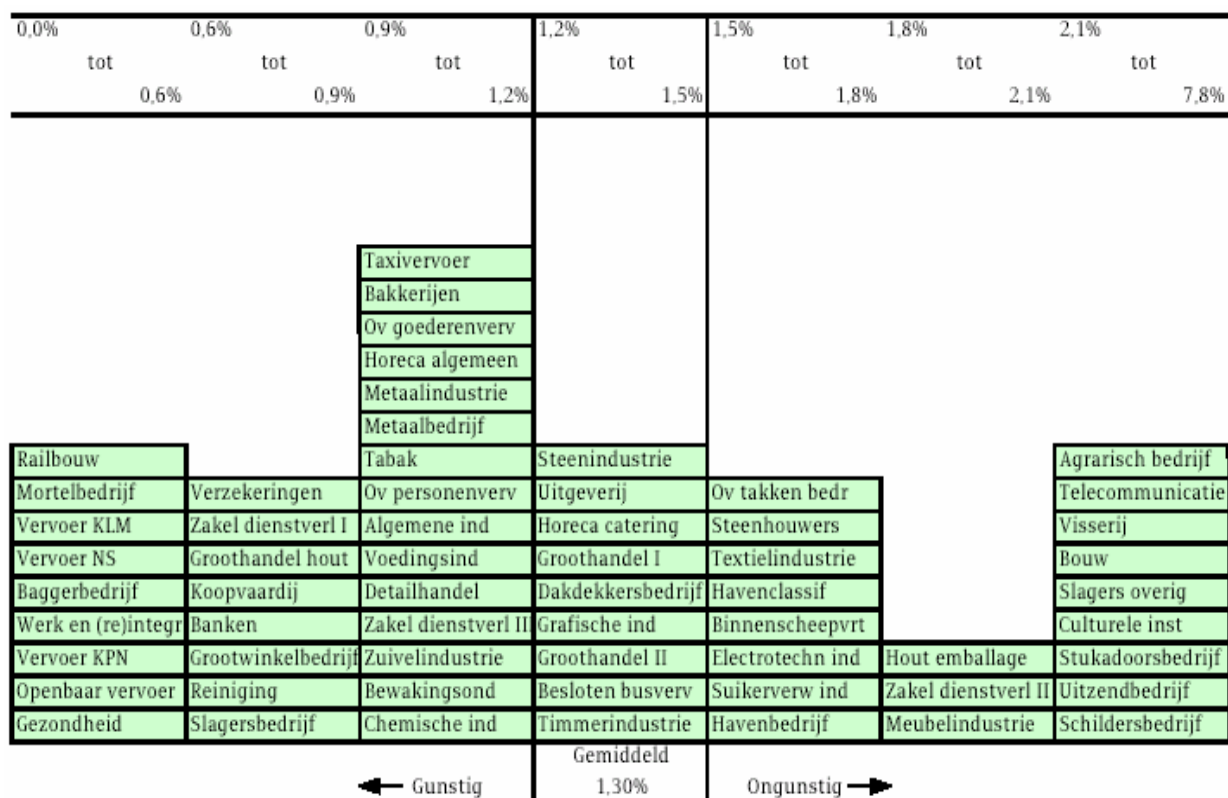 0,0% 0,6% 0,9% 1,2% 1,5% 1,8% 2,1%
tot tot tot tot tot tot tot
0,6% 0,9% 1,2% 1,5% 1,8% 2,1% 7,8%
Taxivervoer
Bakkerijen
Ov goederenverv
Horeca algemeen
Metaalindustrie
Metaalbedrijf
Railbouw Tabak Steenindustrie Agrarisch bedrijf
Mortelbedrijf Verzekeringen Ov personenverv Uitgeverij Ov takken bedr Telecommunicatie
Vervoer KLM Zakel dienstverl I Algemene ind Horeca catering Steenhouwers Visserij
Vervoer NS Groothandel hout Voedingsind Groothandel I Textielindustrie Bouw
Baggerbedrijf Koopvaardij Detailhandel Dakdekkersbedrijf Havenclassif Slagers overig
Werk en (re)integr Banken Zakel dienstverl III Grafische ind Binnenscheepvrt Culturele inst
Vervoer KPN Grootwinkelbedrijf Zuivelindustrie Groothandel II Electrotechn ind Hout emballage Stukadoorsbedrijf
Openbaar vervoer Reiniging Bewakingsond Besloten busverv Suikerverw ind Zakel dienstverl II Uitzendbedrijf
Gezondheid Slagersbedrijf Chemische ind Timmerindustrie Havenbedrijf Meubelindustrie Schildersbedrijf
Gemiddeld
Gunstig 1,30% Ongunstig